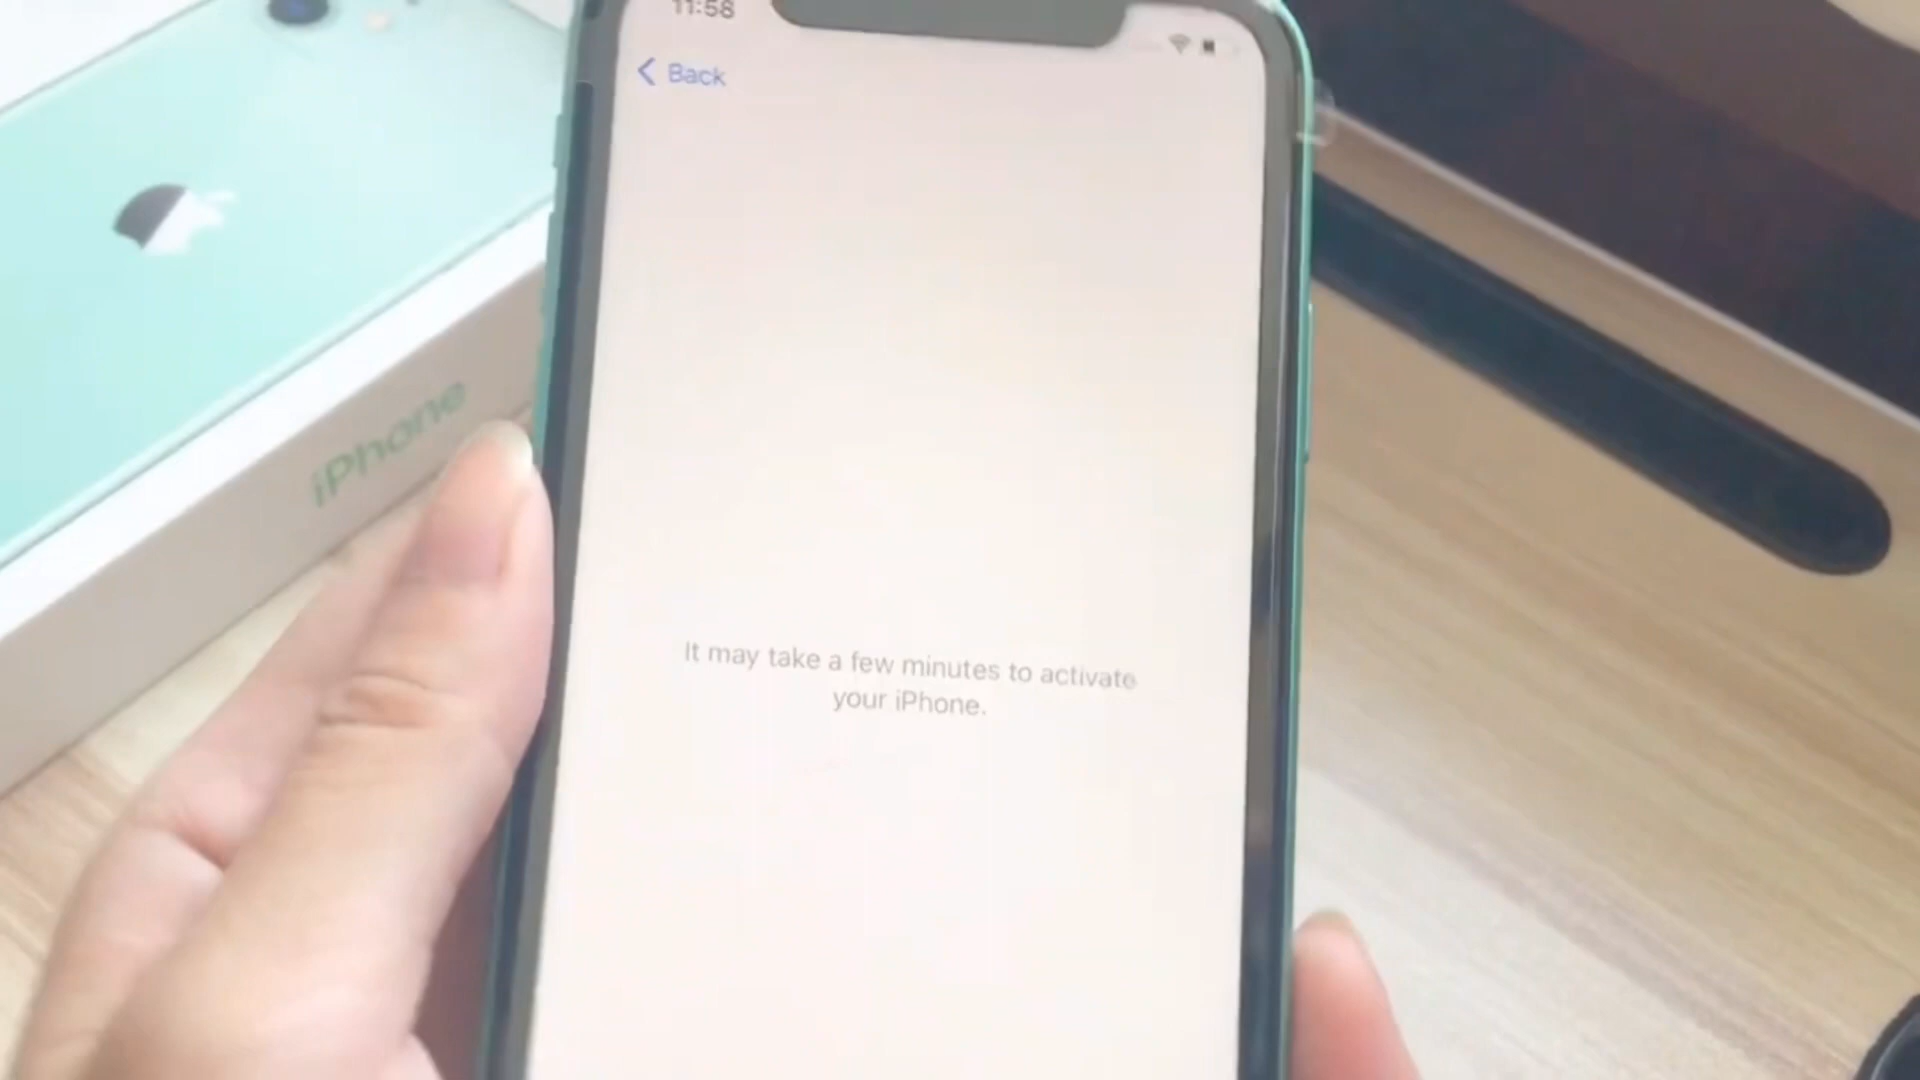 11:58
Back
iPhone
It may take a few minutes to activate
your iPhone.